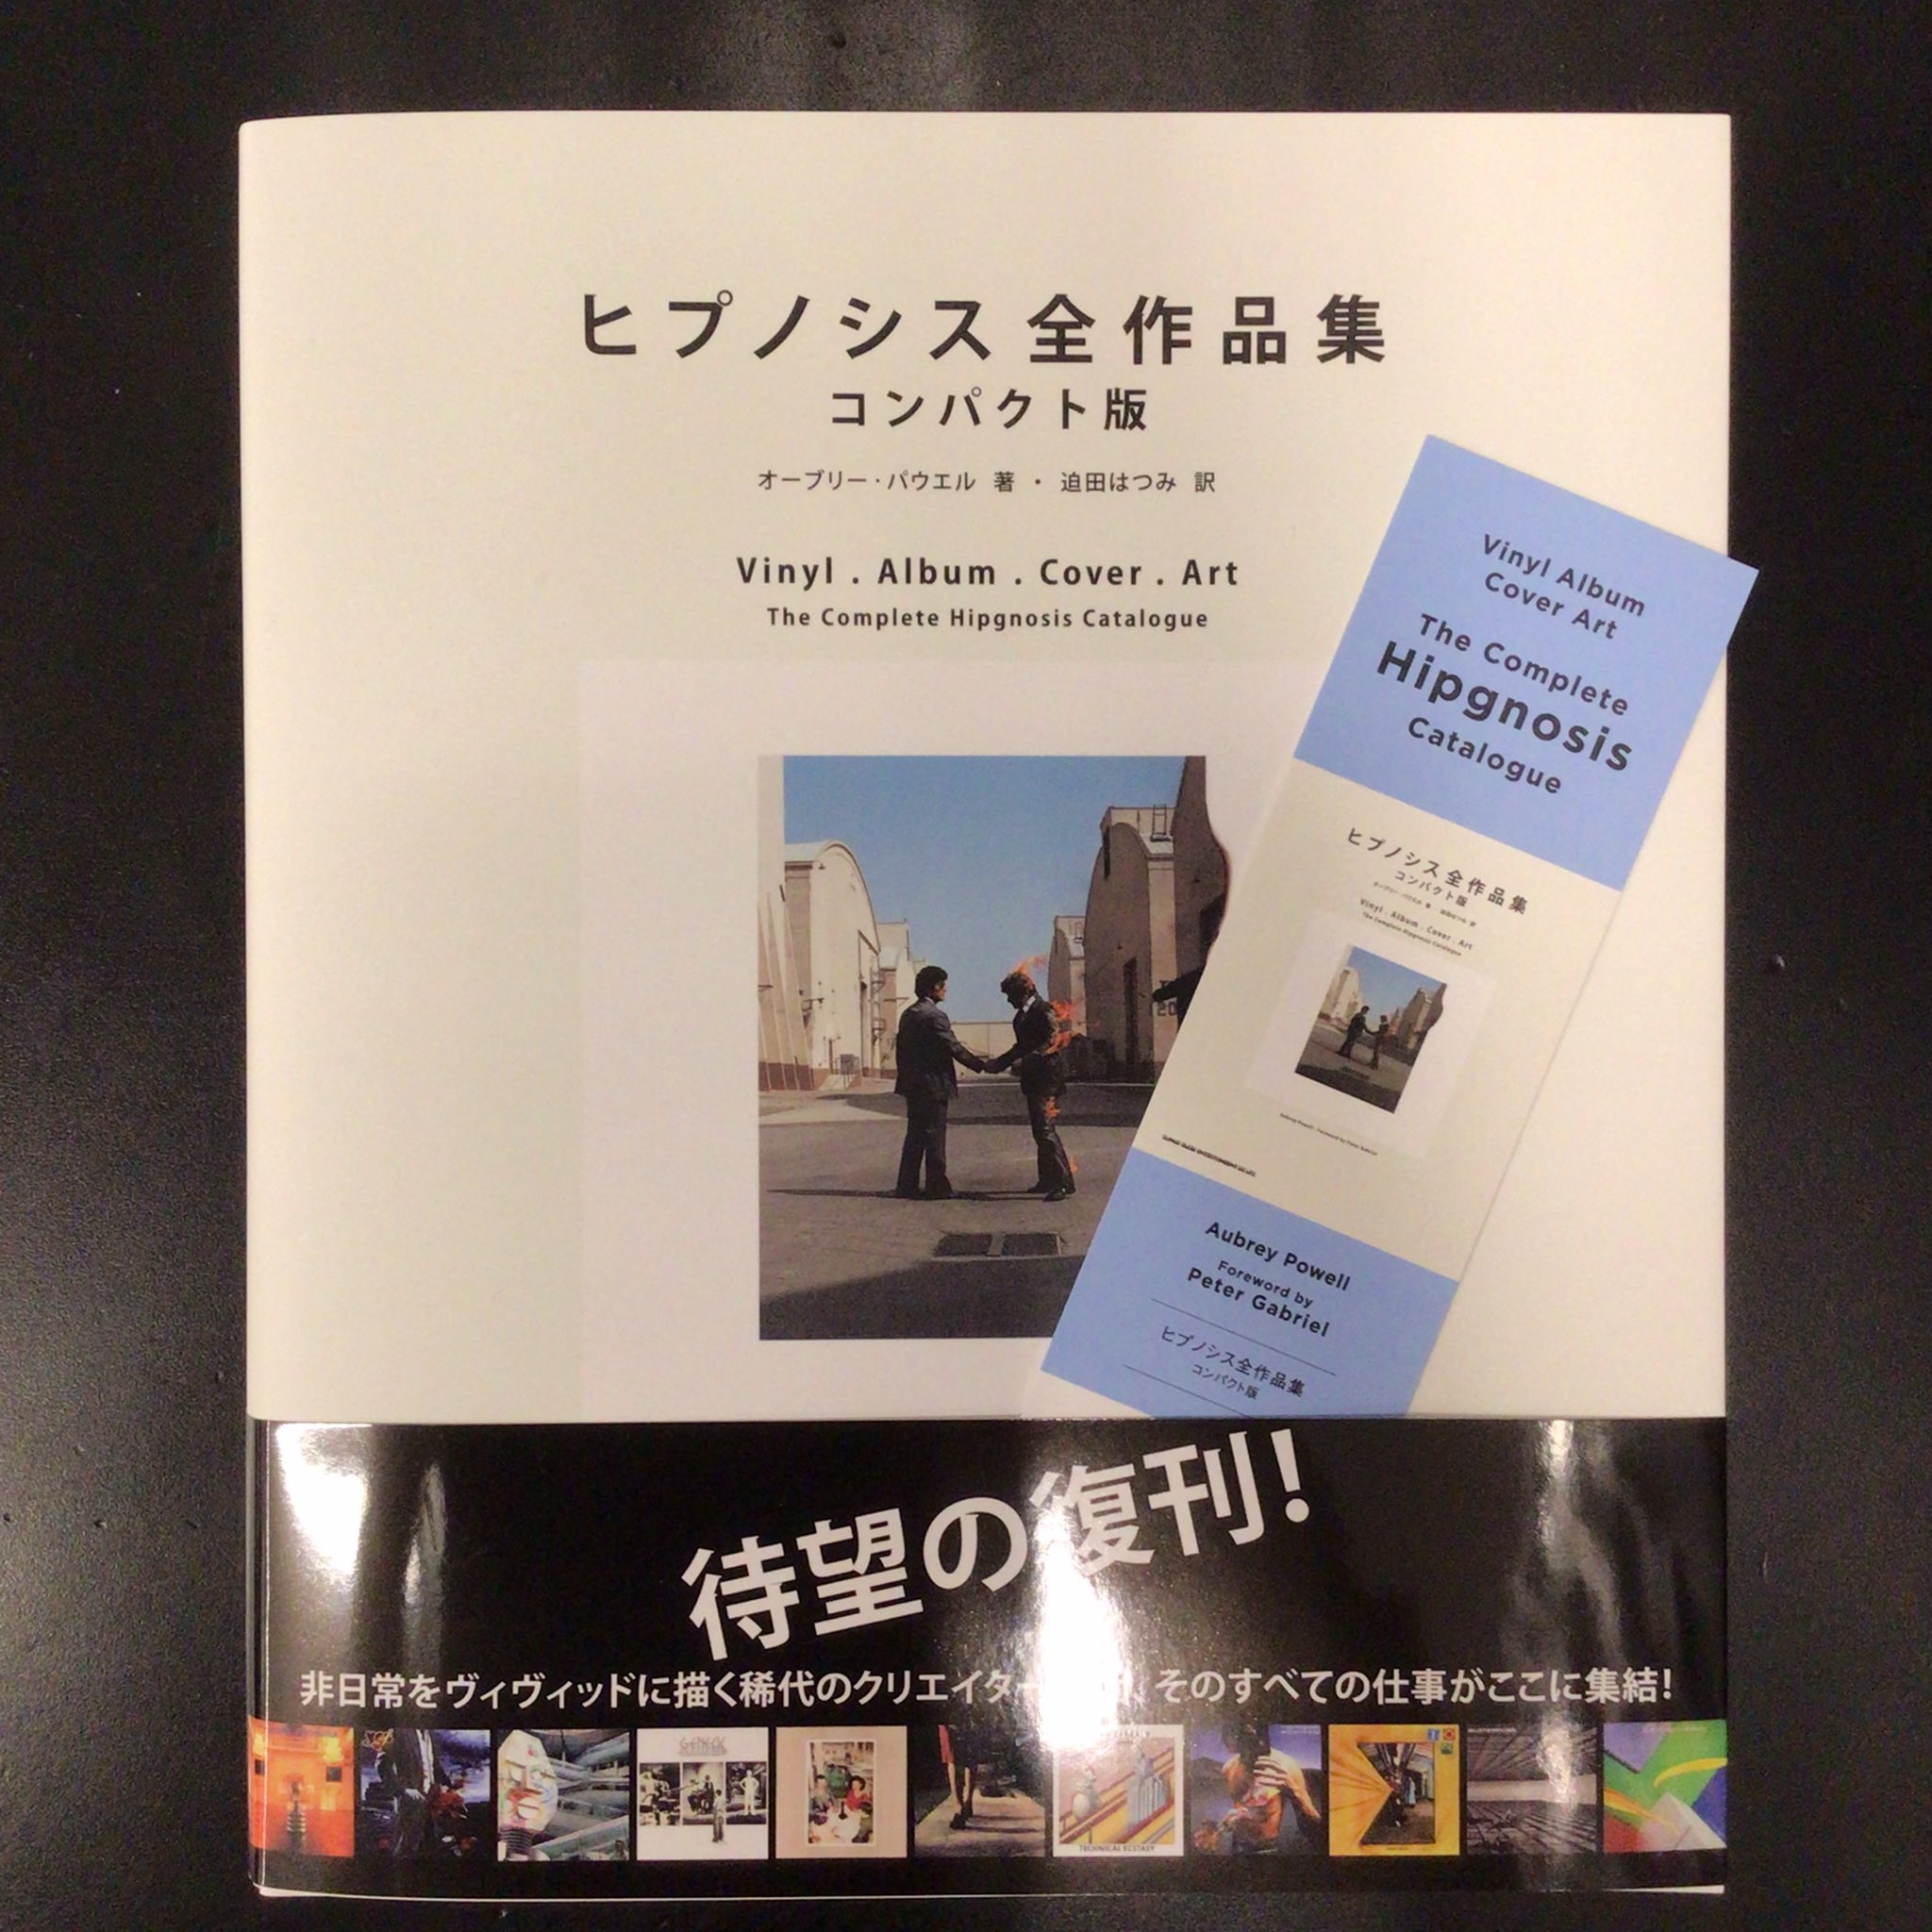 ヒプノシス全作品集
コンパクト版
オーブリー・パウエル 著 ・ 迫田はつみ 訳
Vinyl . Album . Cover . Art
The Complete Hipgnosis Catalogue
Vinyl Album
Cover Art
The Complete
Hipgnosis
Catalogue
ヒプノシス全作品集
コンパクト版
Vinyl . Album . Cover . Art
The Complete Hipgnosis Catalogue
Aubrey Powell
Foreword by
Peter Gabriel
ヒプノシス全作品集
コンパクト版
待望の復刊!
非日常をヴィヴィッドに描く稀代のクリエイター そのすべての仕事がここに集結!
GENESIS
TECHNICAL ECSTASY